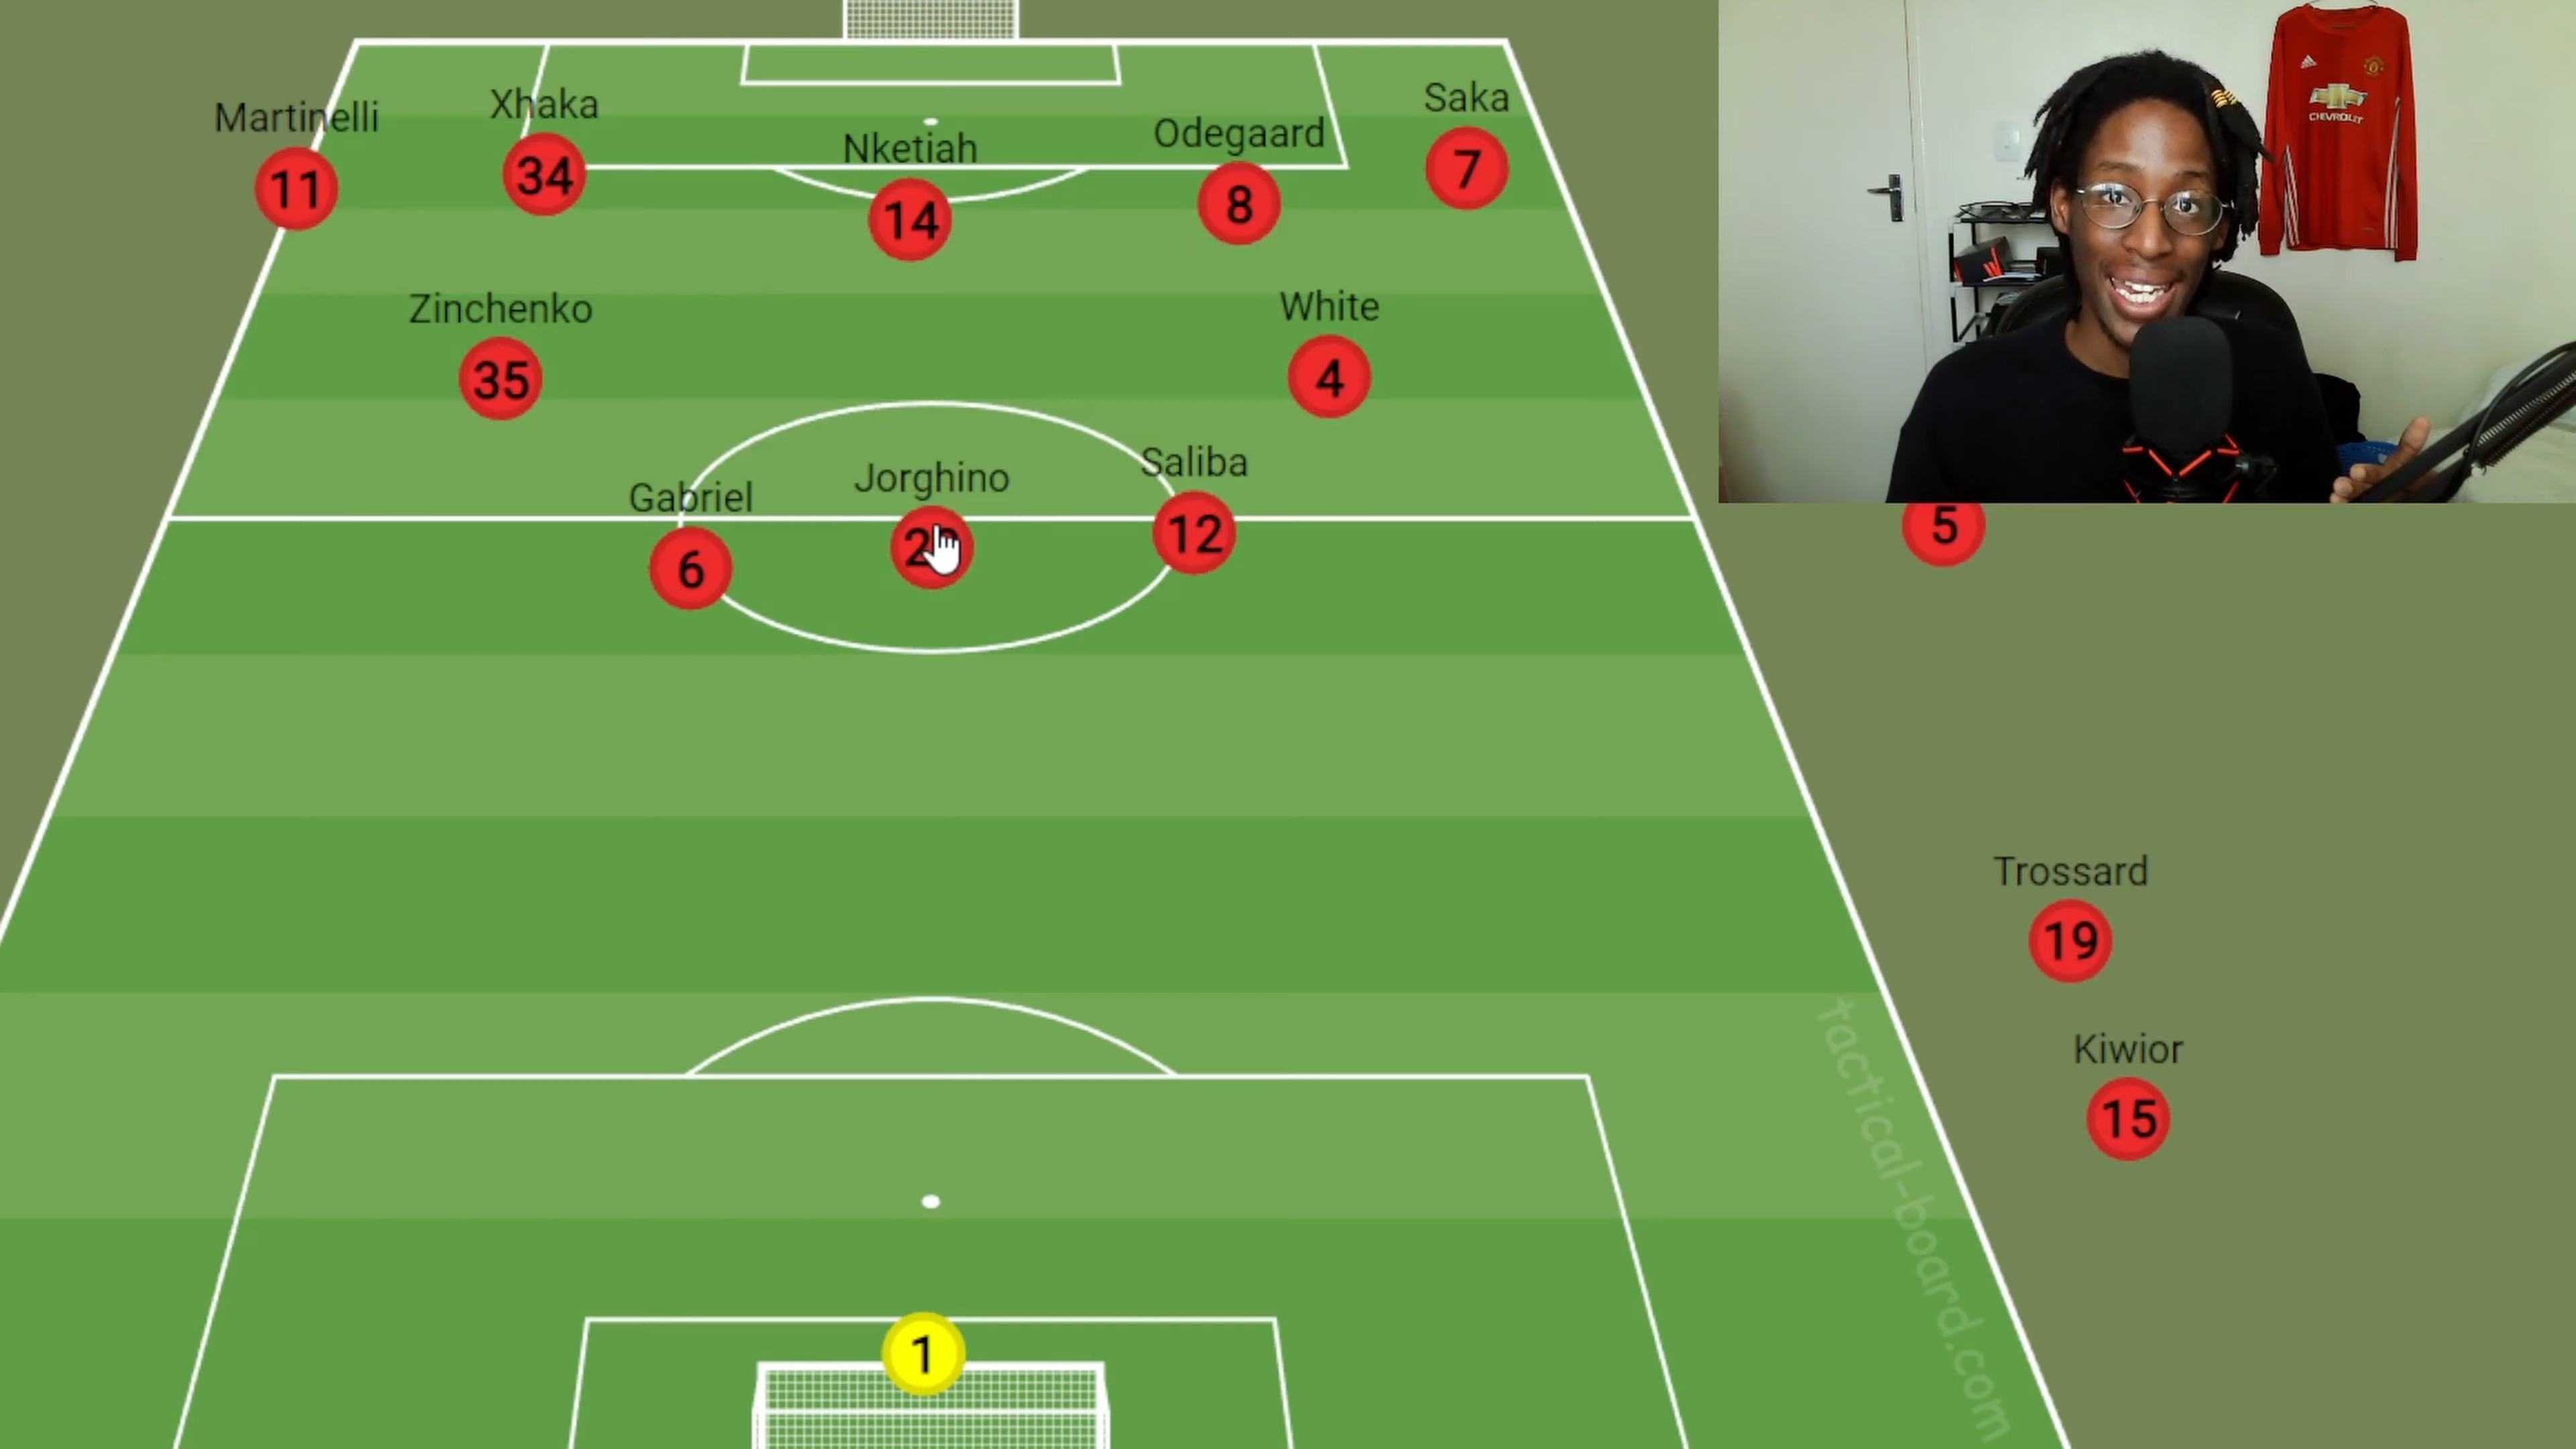 Martinelli
11
Xhaka
34
Nketiah
14
Odegaard
8
Saka
7
CHEVROLET
Zinchenko
35
White
4
Gabriel
6
Jorghino
Saliba
12
5
Trossard
19
Kiwior
15
1
tactical-board.com